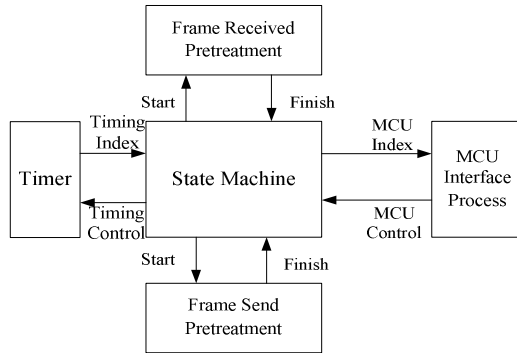 Frame Received
Pretreatment
Start
Finish
Timing
Index
MCU
Index
Timer
State Machine
MCU
Interface
Process
Timing
Control
MCU
Control
Start
Finish
Frame Send
Pretreatment